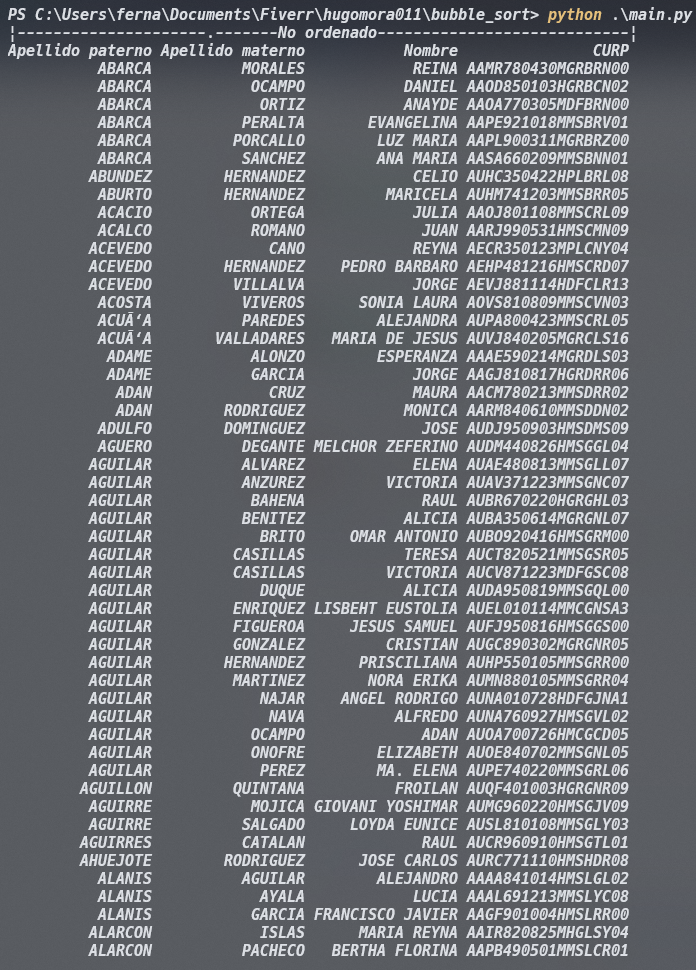 PS C:\Users\ferna\Documents\Fiverr\hugomora011\bubble_sort> python .\main.py
¦---------------------.-------No ordenado----------------------------¦
Apellido paterno Apellido materno Nombre CURP
ABARCA MORALES REINA AAMR780430MGRBRN00
ABARCA OCAMPO DANIEL AAOD850103HGRBCN02
ABARCA ORTIZ ANAYDE AAOA770305MDFBRN00
ABARCA PERALTA EVANGELINA AAPE921018MMSBRV01
ABARCA PORCALLO LUZ MARIA AAPL900311MGRBRZ00
ABARCA SANCHEZ ANA MARIA AASA660209MMSBNN01
ABUNDEZ HERNANDEZ CELIO AUHC350422HPLBRL08
ABURTO HERNANDEZ MARICELA AUHM741203MMSBRR05
ACACIO ORTEGA JULIA AAOJ801108MMSCRL09
ACALCO ROMANO JUAN AARJ990531HMSCMN09
ACEVEDO CANO REYNA AECR350123MPLCNY04
ACEVEDO HERNANDEZ PEDRO BARBARO AEHP481216HMSCRD07
ACEVEDO VILLALVA JORGE AEVJ881114HDFCLR13
ACOSTA VIVEROS SONIA LAURA AOVS810809MMSCVN03
ACUÃ‘A PAREDES ALEJANDRA AUPA800423MMSCRL05
ACUÃ‘A VALLADARES MARIA DE JESUS AUVJ840205MGRCLS16
ADAME ALONZO ESPERANZA AAAE590214MGRDLS03
ADAME GARCIA JORGE AAGJ810817HGRDRR06
ADAN CRUZ MAURA AACM780213MMSDRR02
ADAN RODRIGUEZ MONICA AARM840610MMSDDN02
ADULFO DOMINGUEZ JOSE AUDJ950903HMSDMS09
AGUERO DEGANTE MELCHOR ZEFERINO AUDM440826HMSGGL04
AGUILAR ALVAREZ ELENA AUAE480813MMSGLL07
AGUILAR ANZUREZ VICTORIA AUAV371223MMSGNC07
AGUILAR BAHENA RAUL AUBR670220HGRGHL03
AGUILAR BENITEZ ALICIA AUBA350614MGRGNL07
AGUILAR BRITO OMAR ANTONIO AUBO920416HMSGRM00
AGUILAR CASILLAS TERESA AUCT820521MMSGSR05
AGUILAR CASILLAS VICTORIA AUCV871223MDFGSC08
AGUILAR DUQUE ALICIA AUDA950819MMSGQL00
AGUILAR ENRIQUEZ LISBEHT EUSTOLIA AUEL010114MMCGNSA3
AGUILAR FIGUEROA JESUS SAMUEL AUFJ950816HMSGGS00
AGUILAR GONZALEZ CRISTIAN AUGC890302MGRGNR05
AGUILAR HERNANDEZ PRISCILIANA AUHP550105MMSGRR00
AGUILAR MARTINEZ NORA ERIKA AUMN880105MMSGRR04
AGUILAR NAJAR ANGEL RODRIGO AUNA010728HDFGJNA1
AGUILAR NAVA ALFREDO AUNA760927HMSGVL02
AGUILAR OCAMPO ADAN AUOA700726HMCGCD05
AGUILAR ONOFRE ELIZABETH AUOE840702MMSGNL05
AGUILAR PEREZ MA. ELENA AUPE740220MMSGRL06
AGUILLON QUINTANA FROILAN AUQF401003HGRGNR09
AGUIRRE MOJICA GIOVANI YOSHIMAR AUMG960220HMSGJV09
AGUIRRE SALGADO LOYDA EUNICE AUSL810108MMSGLY03
AGUIRRES CATALAN RAUL AUCR960910HMSGTL01
AHUEJOTE RODRIGUEZ JOSE CARLOS AURC771110HMSHDR08
ALANIS AGUILAR ALEJANDRO AAAA841014HMSLGL02
ALANIS AYALA LUCIA AAAL691213MMSLYC08
ALANIS GARCIA FRANCISCO JAVIER AAGF901004HMSLRR00
ALARCON ISLAS MARIA REYNA AAIR820825MHGLSY04
ALARCON PACHECO BERTHA FLORINA AAPB490501MMSLCR01